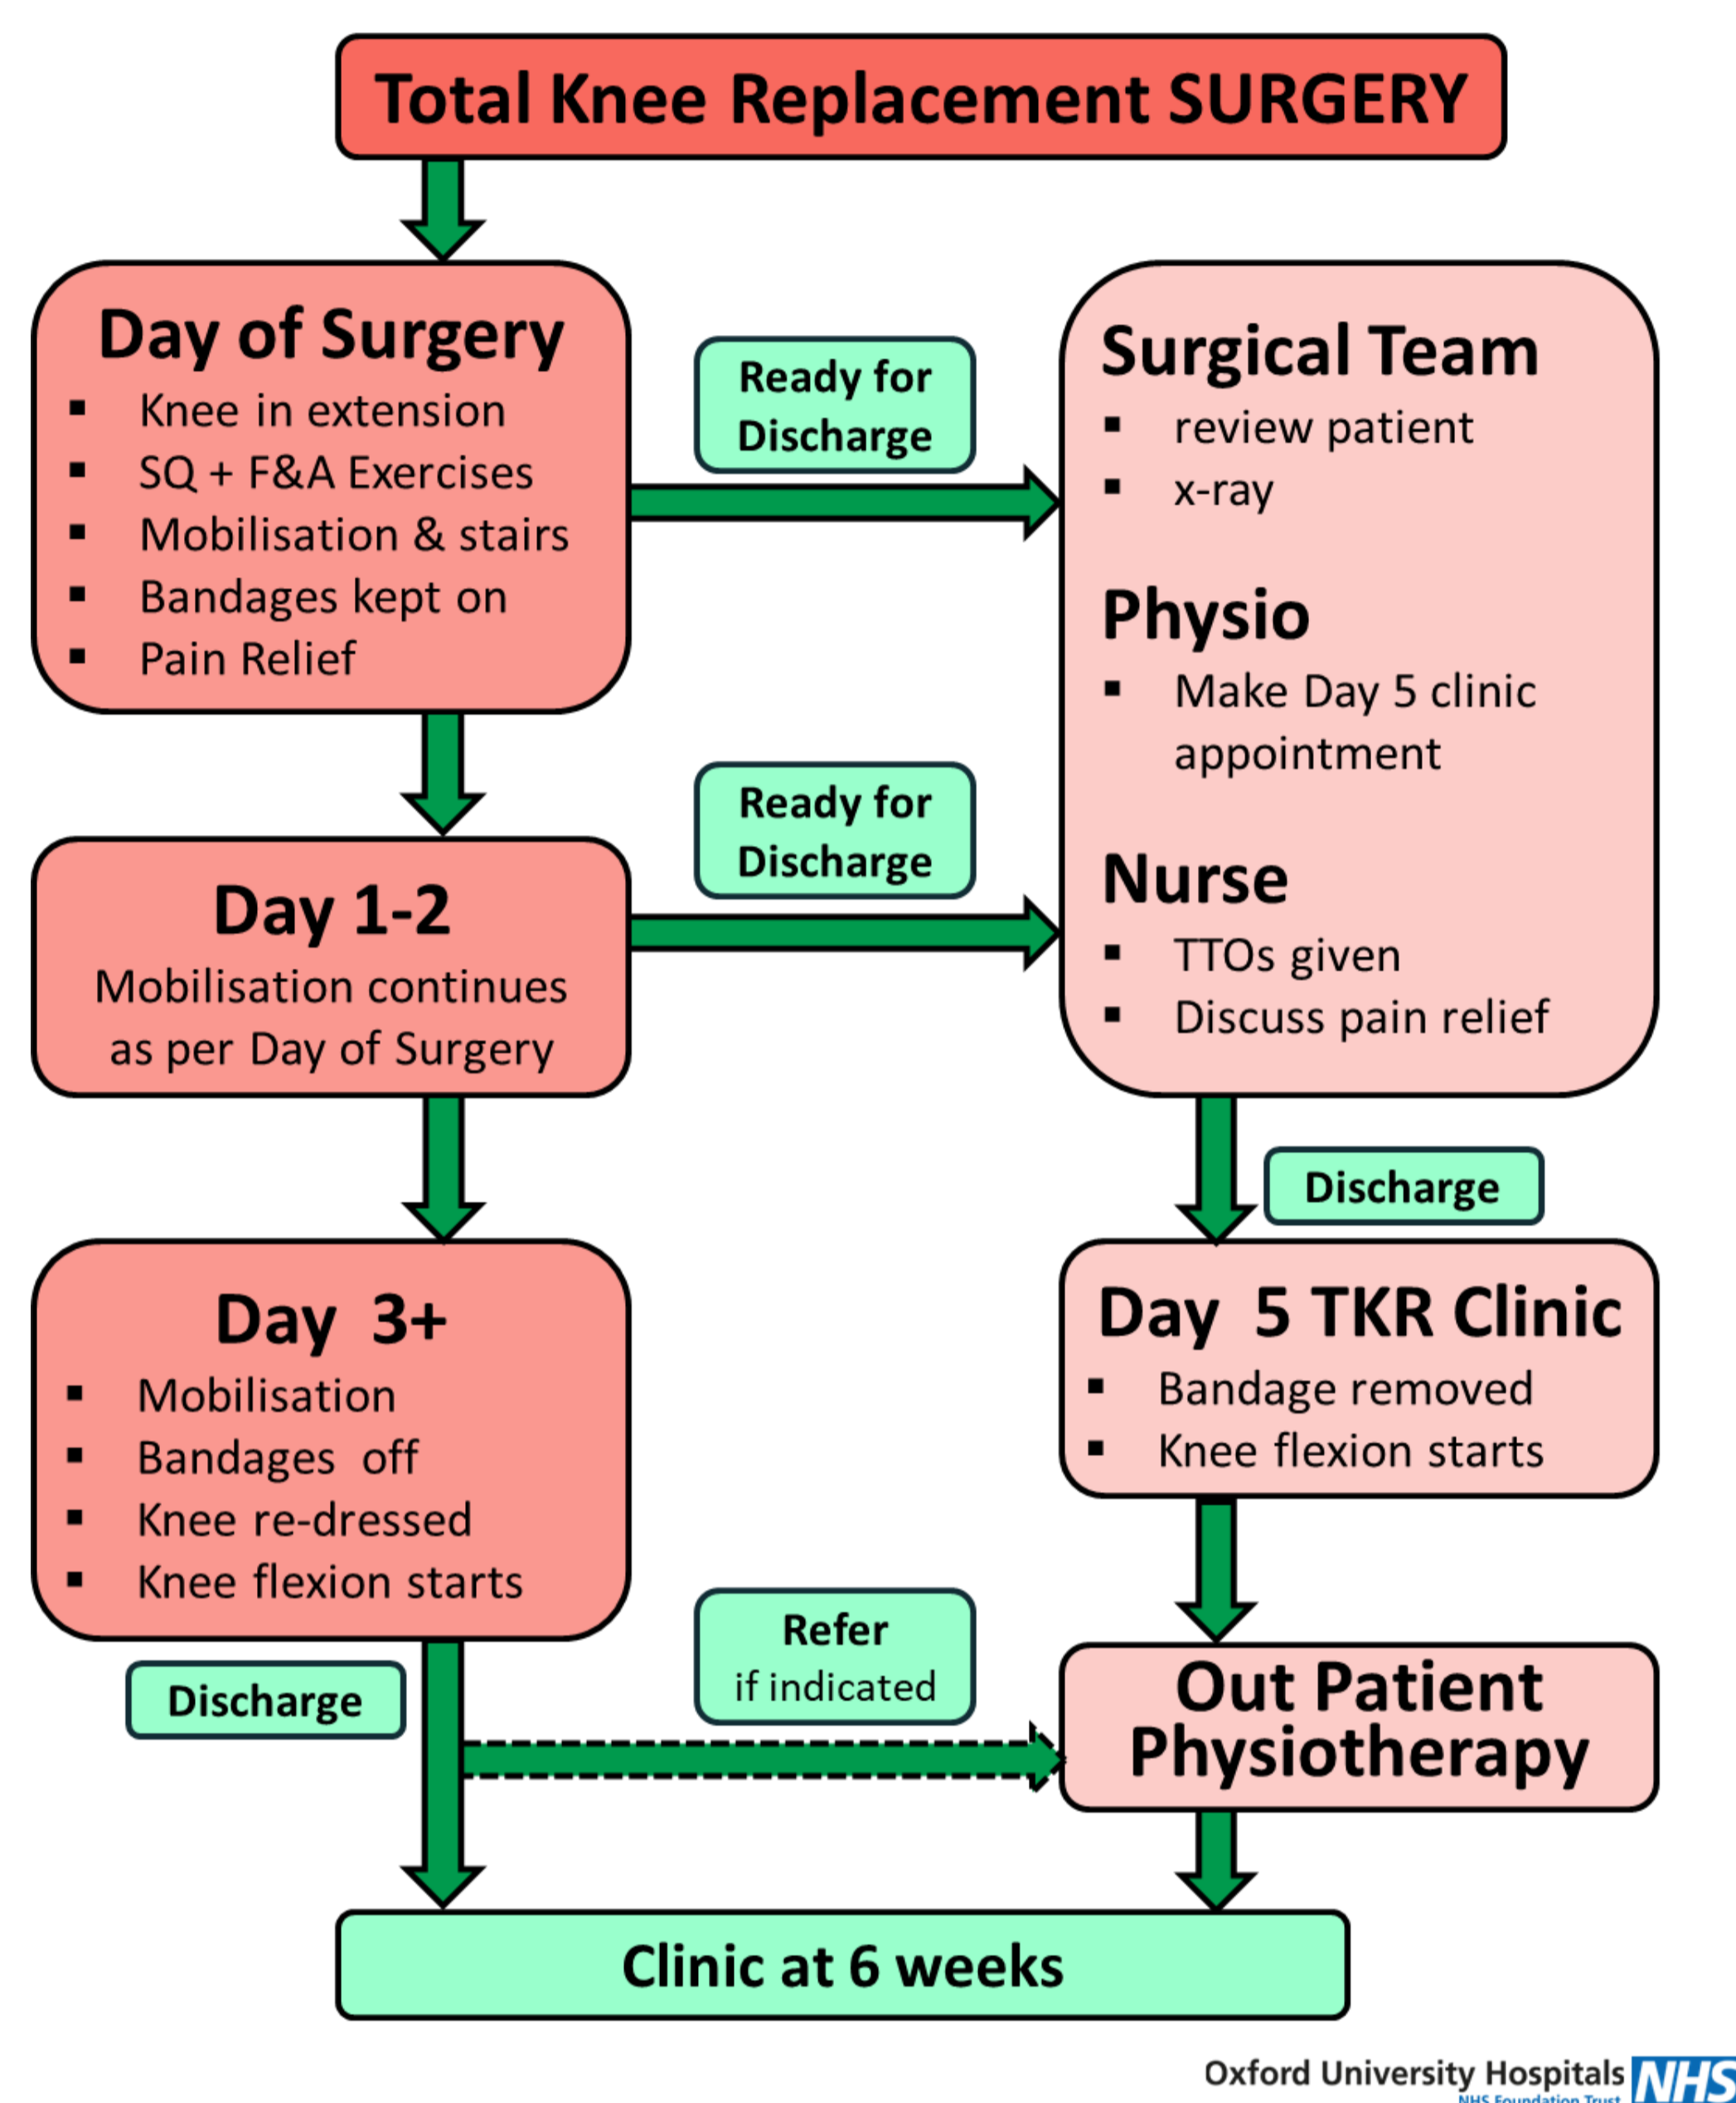 Total Knee Replacement SURGERY
Day of Surgery
▪ Knee in extension
▪ SQ + F&A Exercises
▪ Mobilisation & stairs
▪ Bandages kept on
▪ Pain Relief
Ready for
Discharge
Surgical Team
▪ review patient
▪ x-ray
Physio
▪ Make Day 5 clinic
appointment
Nurse
▪ TTOs given
▪ Discuss pain relief
Day 1-2
Mobilisation continues
as per Day of Surgery
Ready for
Discharge
Discharge
Day 3+
▪ Mobilisation
▪ Bandages off
▪ Knee re-dressed
▪ Knee flexion starts
Day 5 TKR Clinic
▪ Bandage removed
▪ Knee flexion starts
Discharge
Refer
if indicated
Out Patient
Physiotherapy
Clinic at 6 weeks
Oxford University Hospitals NHS
NHS Foundation Trust